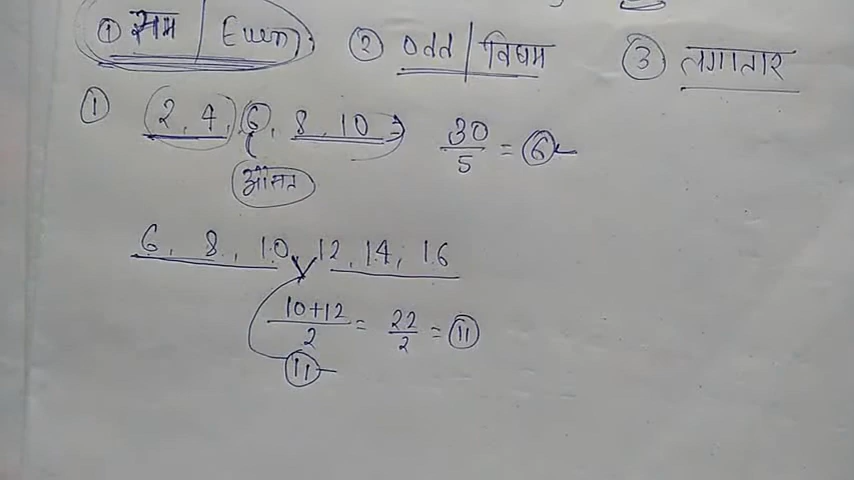 ① सम / Even ② odd / विषम ③ लगातार
① 2, 4, 6, 8, 10 30/5 = 6
औसत
6, 8, 10, 12, 14, 16
10+12/2 = 22/2 = 11
11